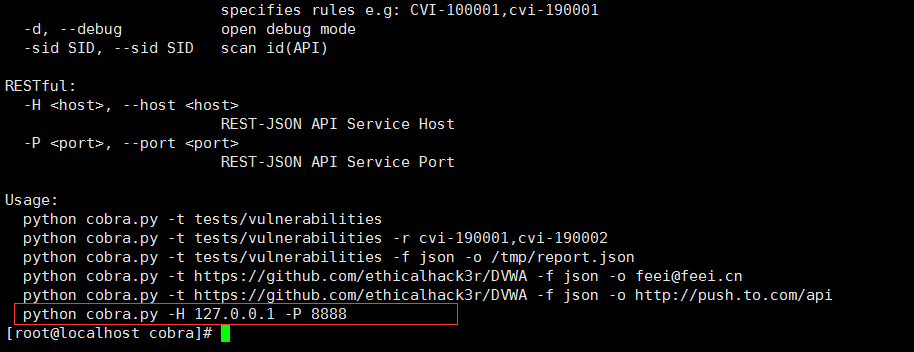 specifies rules e.g: CVI-100001,cvi-190001
-d, --debug open debug mode
-sid SID, --sid SID scan id(API)
RESTful:
-H <host>, --host <host>
REST-JSON API Service Host
-P <port>, --port <port>
REST-JSON API Service Port
Usage:
python cobra.py -t tests/vulnerabilities
python cobra.py -t tests/vulnerabilities -r cvi-190001,cvi-190002
python cobra.py -t tests/vulnerabilities -f json -o /tmp/report.json
python cobra.py -t https://github.com/ethicalhack3r/DVWA -f json -o feei@feei.cn
python cobra.py -t https://github.com/ethicalhack3r/DVWA -f json -o http://push.to.com/api
python cobra.py -H 127.0.0.1 -P 8888
[root@localhost cobra]#